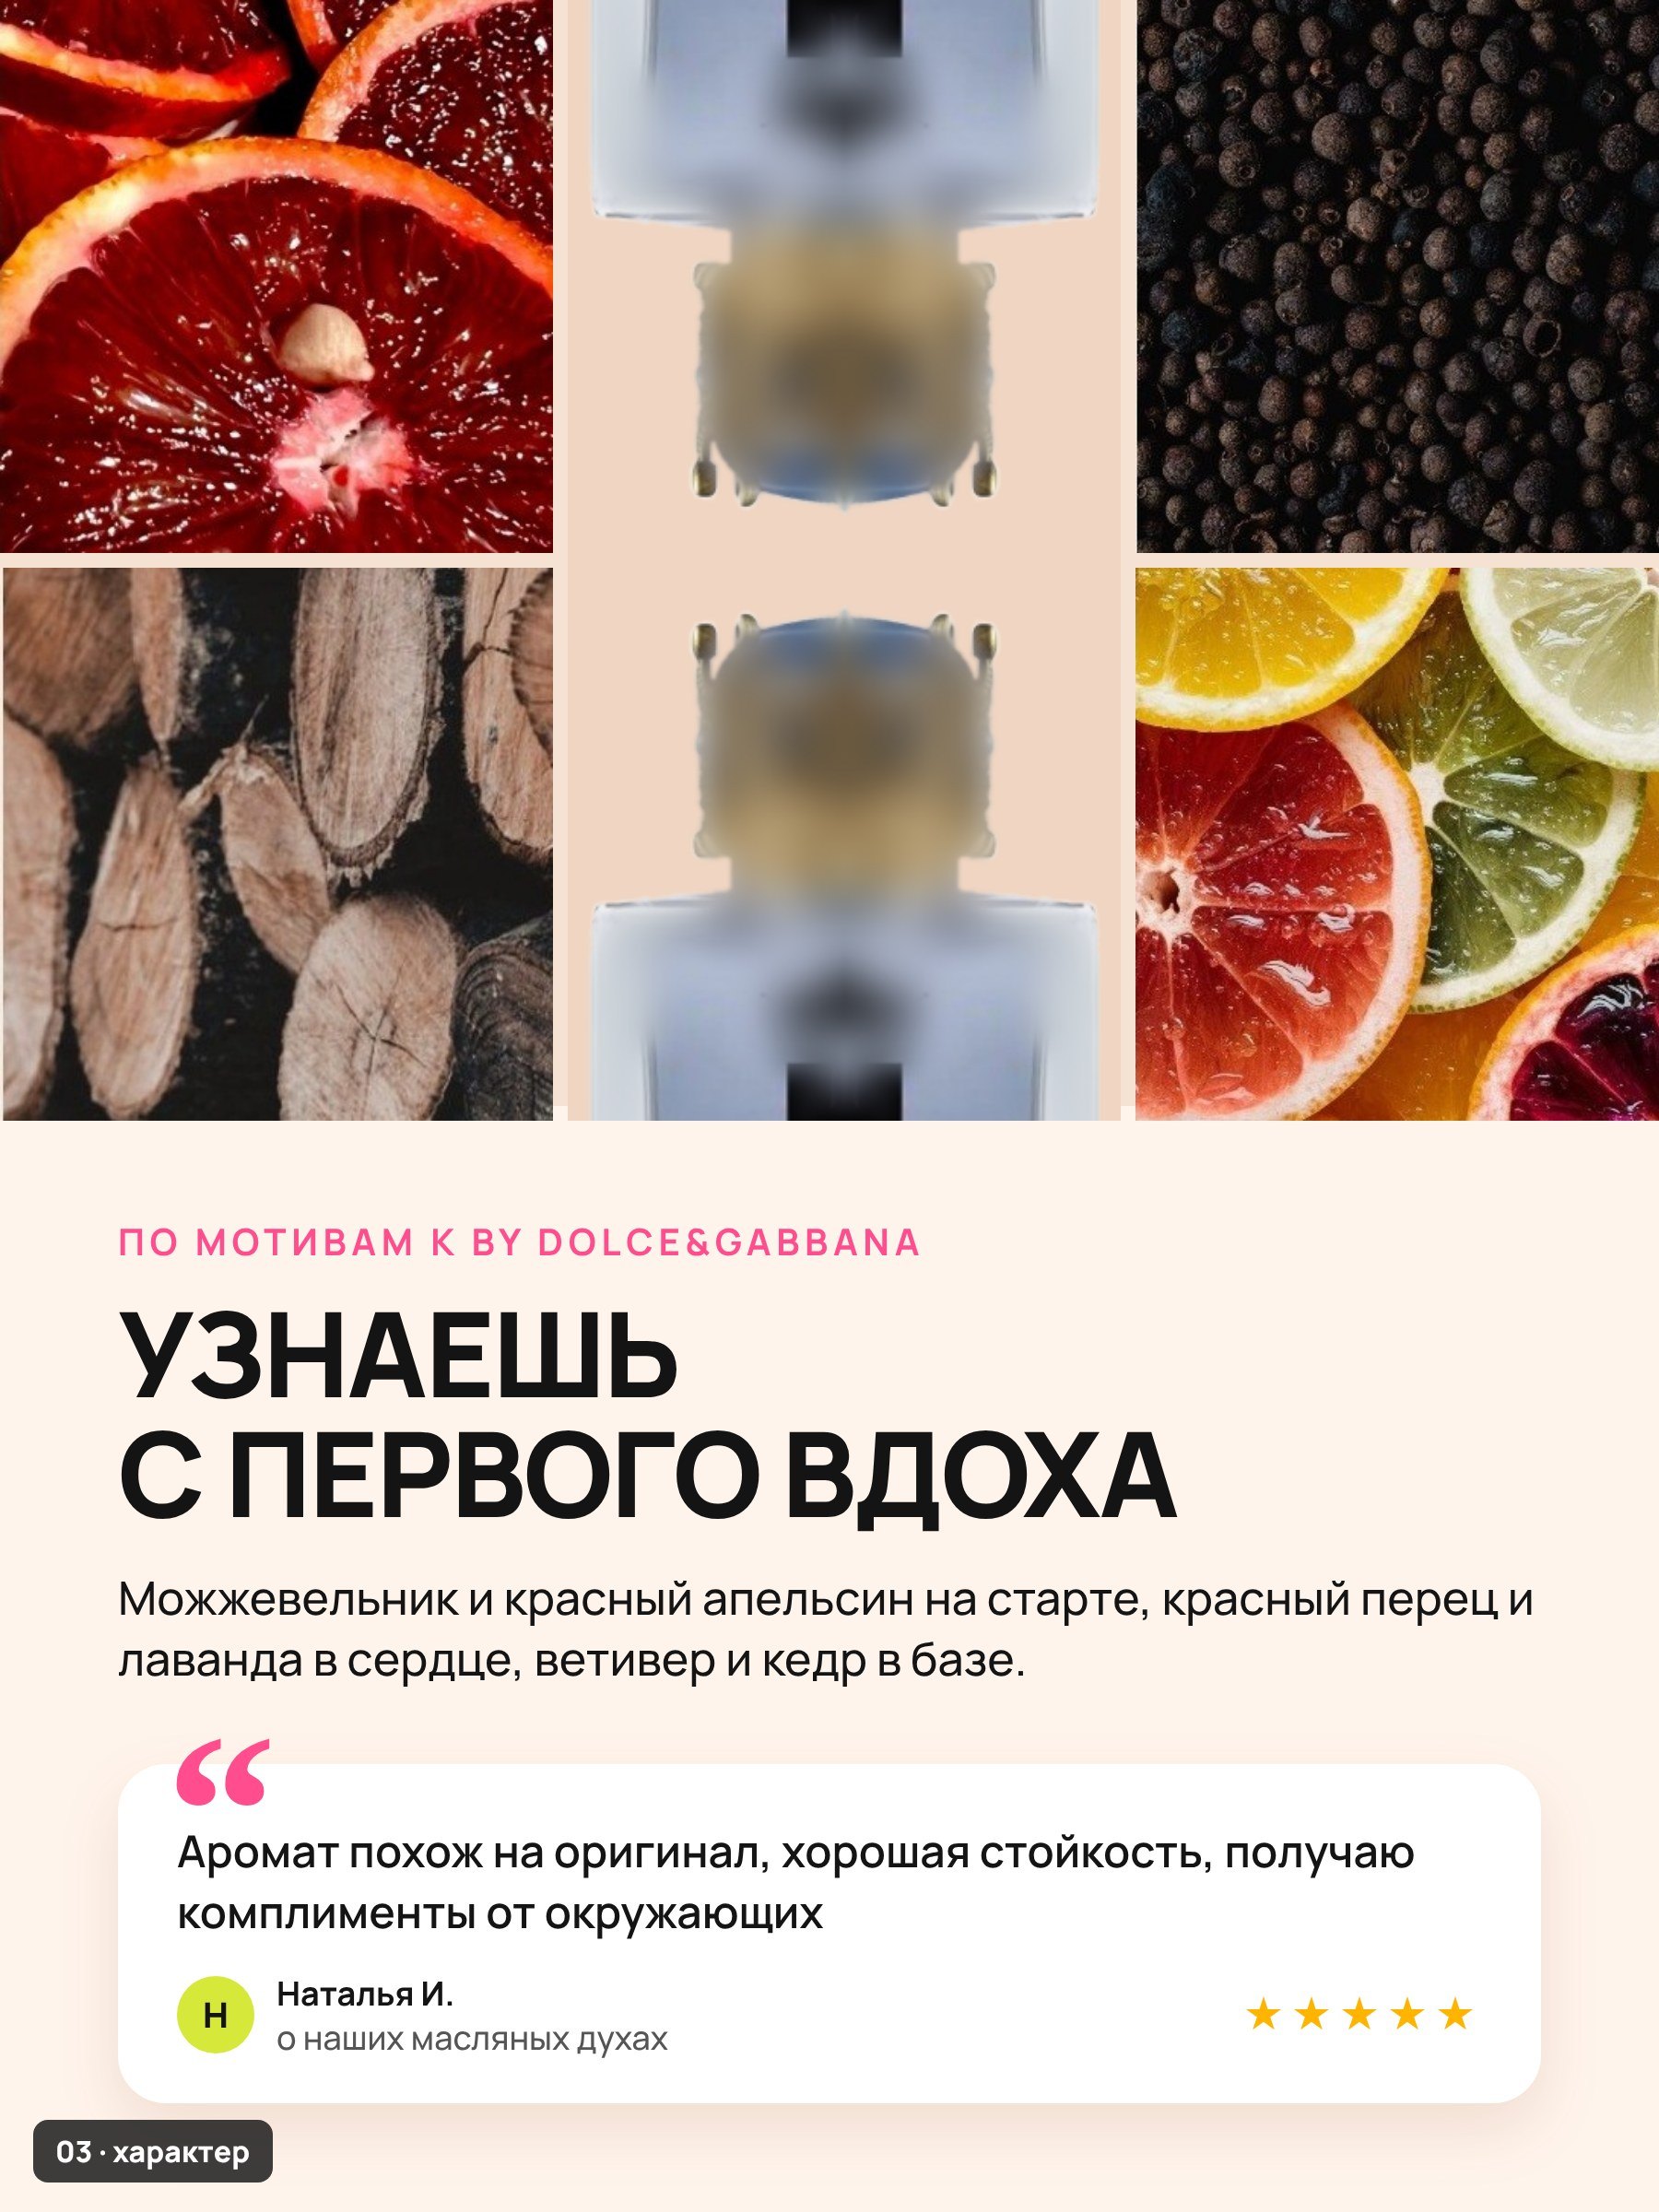 ПО МОТИВАМ K BY DOLCE&GABBANA
УЗНАЕШЬ
С ПЕРВОГО ВДОХА
Можжевельник и красный апельсин на старте, красный перец и
лаванда в сердце, ветивер и кедр в базе.
“
Аромат похож на оригинал, хорошая стойкость, получаю
комплименты от окружающих
Н
Наталья И.
о наших масляных духах
★★★★★
03 · характер